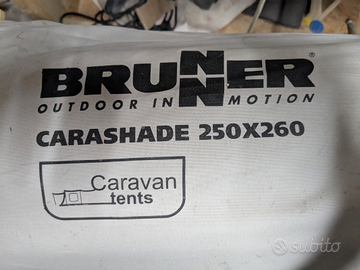 BRUNNER®
OUTDOOR IN MOTION
CARASHADE 250X260
Caravan
tents
subito